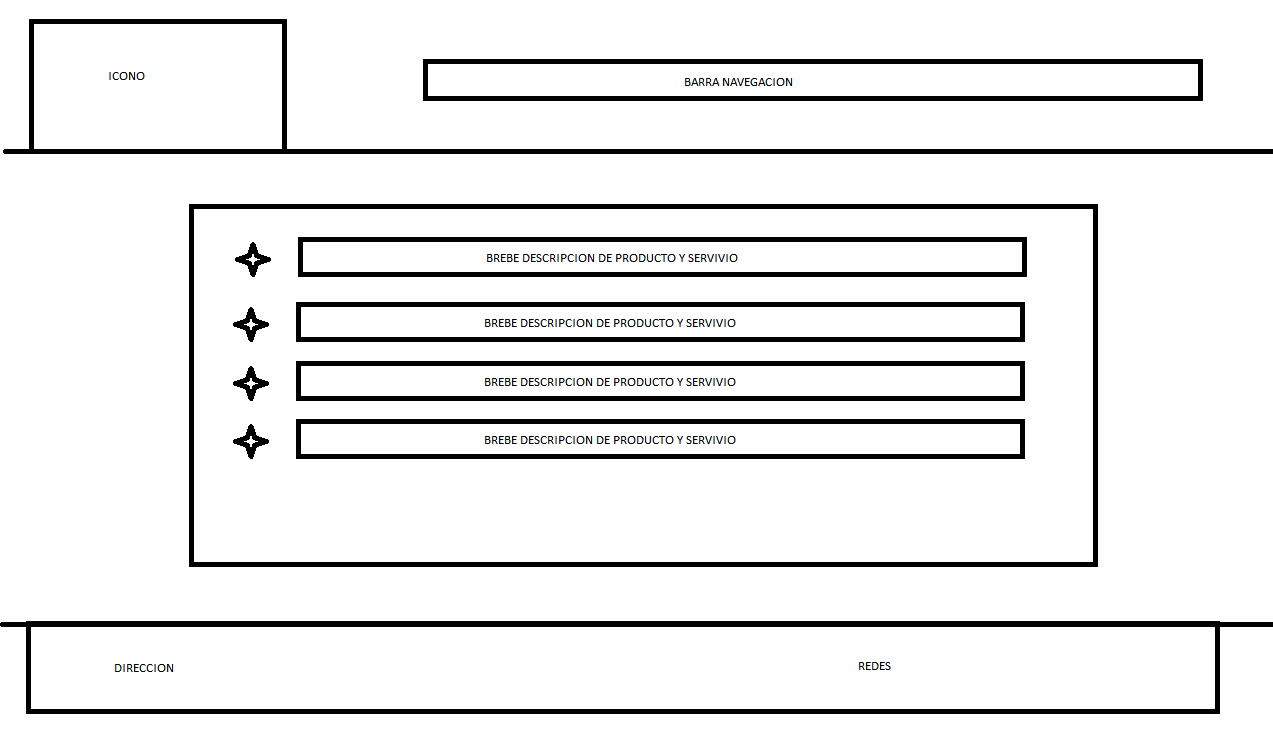 ICONO
BARRA NAVEGACION
BREBE DESCRIPCION DE PRODUCTO Y SERVIVIO
BREBE DESCRIPCION DE PRODUCTO Y SERVIVIO
BREBE DESCRIPCION DE PRODUCTO Y SERVIVIO
BREBE DESCRIPCION DE PRODUCTO Y SERVIVIO
DIRECCION
REDES